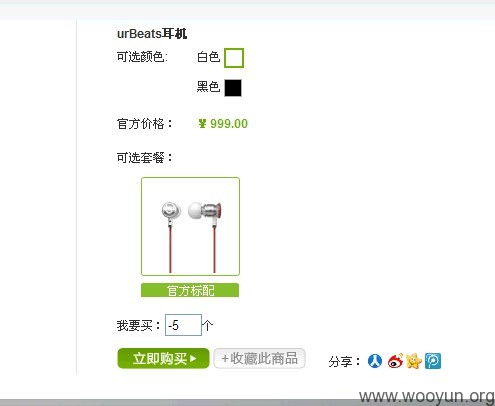 urBeats耳机
可选颜色: 白色
黑色
官方价格： ￥999.00
可选套餐：
官方标配
我要买：-5个
立即购买 +收藏此商品 分享：
www.wooyun.org